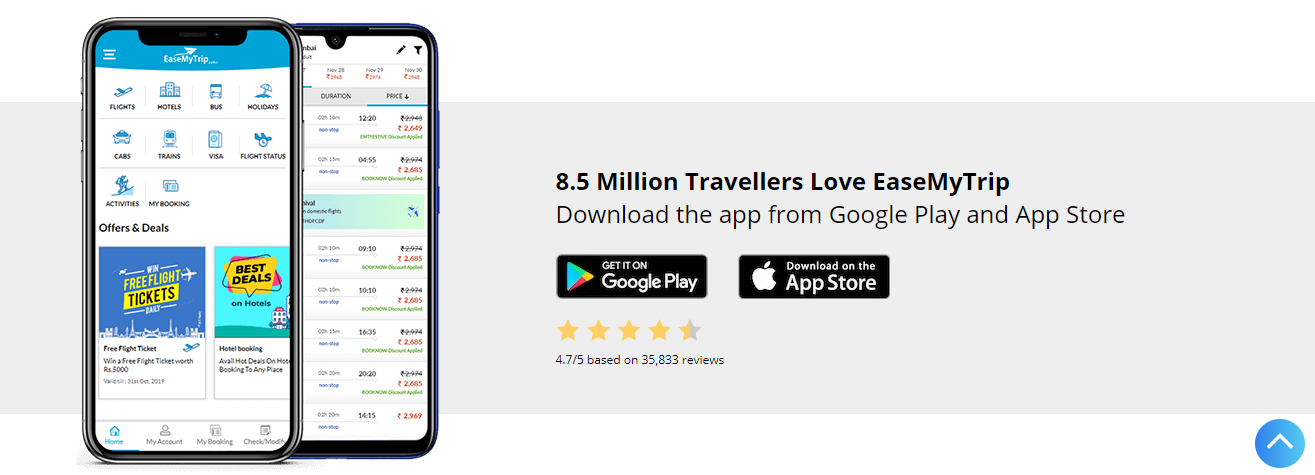 EaseMyTrip.com
FLIGHTS
HOTELS
BUS
HOLIDAYS
CABS
TRAINS
VISA
FLIGHT STATUS
ACTIVITIES
MY BOOKING
Offers & Deals
WIN
FREE FLIGHT
TICKETS
DAILY
Free Flight Ticket
Win a Free Flight Ticket worth
Rs.5000
Valid till : 31st Oct, 2019
BEST
DEALS
on Hotels
Hotel booking
Avail Hot Deals On Hote
Booking To Any Place
Home
My Account
My Booking
Check/Modify
nbai
dult
7
Nov 28
₹2948
Nov 29
₹2974
Nov 30
₹2948
DURATION
PRICE ↓
02h 10m 12:20 ₹2,948
non-stop ₹ 2,649
EMTFESTIVE Discount Applied
02h 15m 04:55 ₹2,974
non-stop ₹ 2,685
BOOKNOW Discount Applied
nival
n domestic flights
HOFCDF
02h 10m 09:10 ₹2,974
non-stop ₹ 2,685
BOOKNOW Discount Applied
02h 10m 10:10 ₹2,974
non-stop ₹ 2,685
BOOKNOW Discount Applied
02h 15m 16:35 ₹2,974
non-stop ₹ 2,685
BOOKNOW Discount Applied
02h 20m 20:20 ₹2,974
non-stop ₹ 2,685
BOOKNOW Discount Applied
02h 20m 14:15 ₹ 2,969
non-stop
8.5 Million Travellers Love EaseMyTrip
Download the app from Google Play and App Store
GET IT ON
Google Play
Download on the
App Store
4.7/5 based on 35,833 reviews